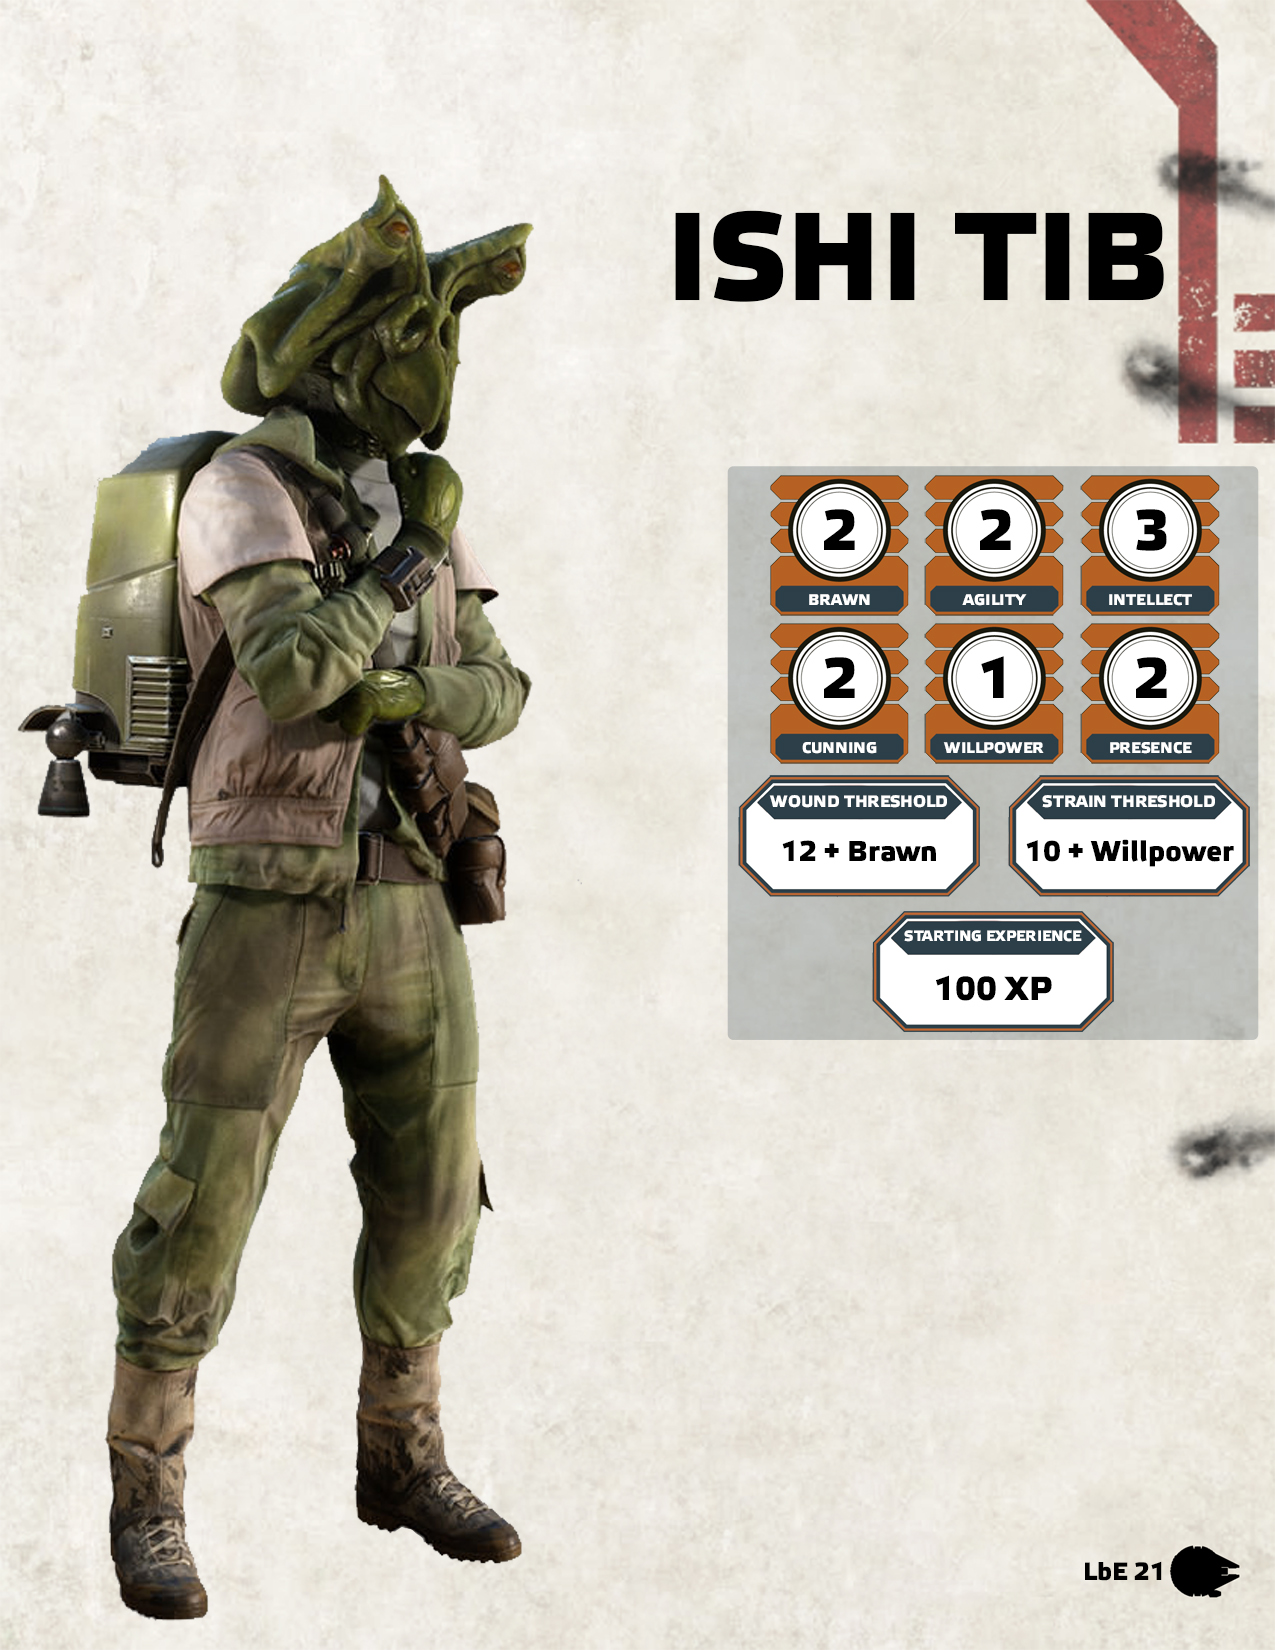 ISHI TIB
2 2 3
BRAWN AGILITY INTELLECT
2 1 2
CUNNING WILLPOWER PRESENCE
WOUND THRESHOLD STRAIN THRESHOLD
12 + Brawn 10 + Willpower
STARTING EXPERIENCE
100 XP
LbE 21